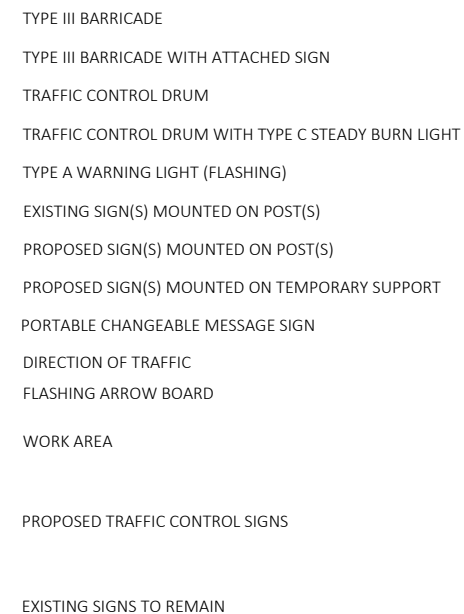 TYPE III BARRICADE
TYPE III BARRICADE WITH ATTACHED SIGN
TRAFFIC CONTROL DRUM
TRAFFIC CONTROL DRUM WITH TYPE C STEADY BURN LIGHT
TYPE A WARNING LIGHT (FLASHING)
EXISTING SIGN(S) MOUNTED ON POST(S)
PROPOSED SIGN(S) MOUNTED ON POST(S)
PROPOSED SIGN(S) MOUNTED ON TEMPORARY SUPPORT
PORTABLE CHANGEABLE MESSAGE SIGN
DIRECTION OF TRAFFIC
FLASHING ARROW BOARD
WORK AREA
PROPOSED TRAFFIC CONTROL SIGNS
EXISTING SIGNS TO REMAIN